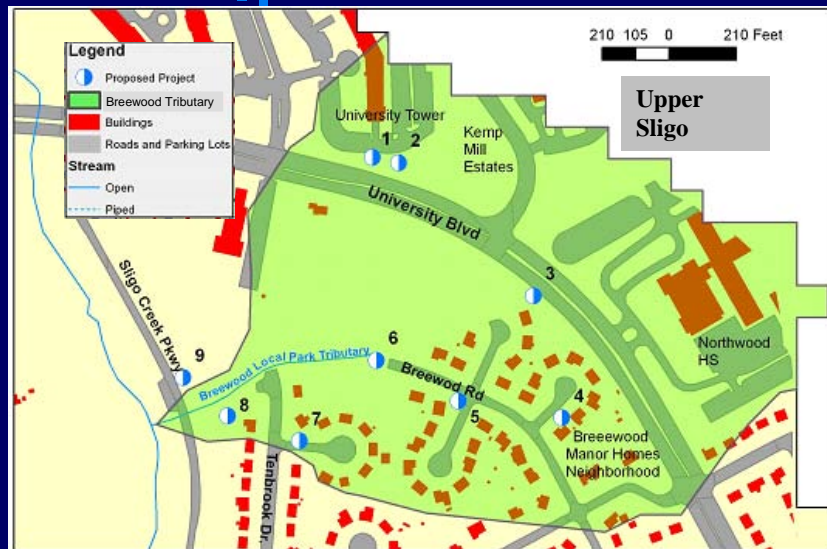 Legend
Proposed Project
Breewood Tributary
Buildings
Roads and Parking Lots
Stream
Open
Piped
210 105 0 210 Feet
Upper
Sligo
University Tower
1 2
Kemp
Mill
Estates
University Blvd
3
Sligo Creek Pkwy
9
Breewood Local Park Tributary
6
Breewod Rd
Northwood
HS
4
5
8
7
Breeewood
Manor Homes
Neighborhood
Tenbrook Dr.